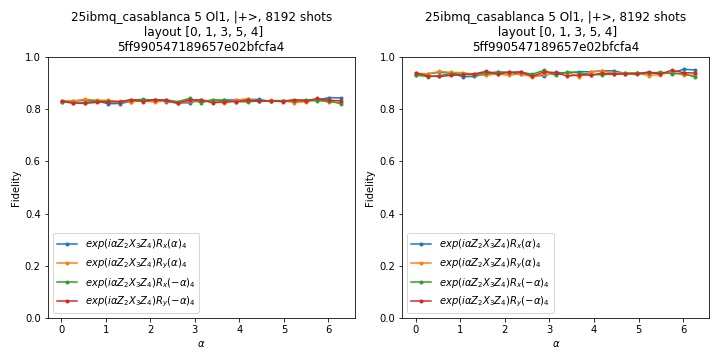 25ibmq_casablanca 5 Ol1, |+>, 8192 shots
layout [0, 1, 3, 5, 4]
5ff990547189657e02bfcfa4
1.0
0.8
0.6
0.4
0.2
0.0
Fidelity
exp(iαZ₂X₃Z₄)Rₓ(α)₄
exp(iαZ₂X₃Z₄)Rᵧ(α)₄
exp(iαZ₂X₃Z₄)Rₓ(−α)₄
exp(iαZ₂X₃Z₄)Rᵧ(−α)₄
0 1 2 3 4 5 6
α
25ibmq_casablanca 5 Ol1, |+>, 8192 shots
layout [0, 1, 3, 5, 4]
5ff990547189657e02bfcfa4
1.0
0.8
0.6
0.4
0.2
0.0
Fidelity
exp(iαZ₂X₃Z₄)Rₓ(α)₄
exp(iαZ₂X₃Z₄)Rᵧ(α)₄
exp(iαZ₂X₃Z₄)Rₓ(−α)₄
exp(iαZ₂X₃Z₄)Rᵧ(−α)₄
0 1 2 3 4 5 6
α